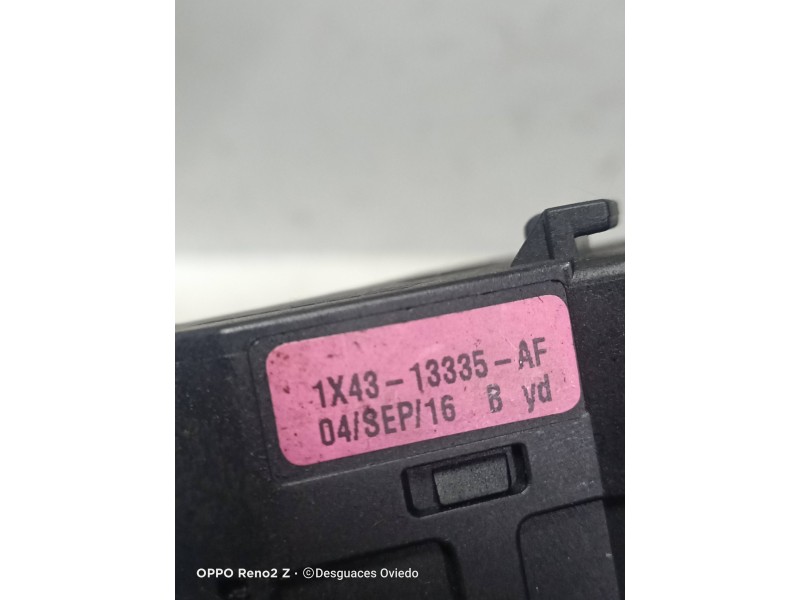 1X43-13335-AF
04/SEP/16 B yd
OPPO Reno2 Z • ©Desguaces Oviedo